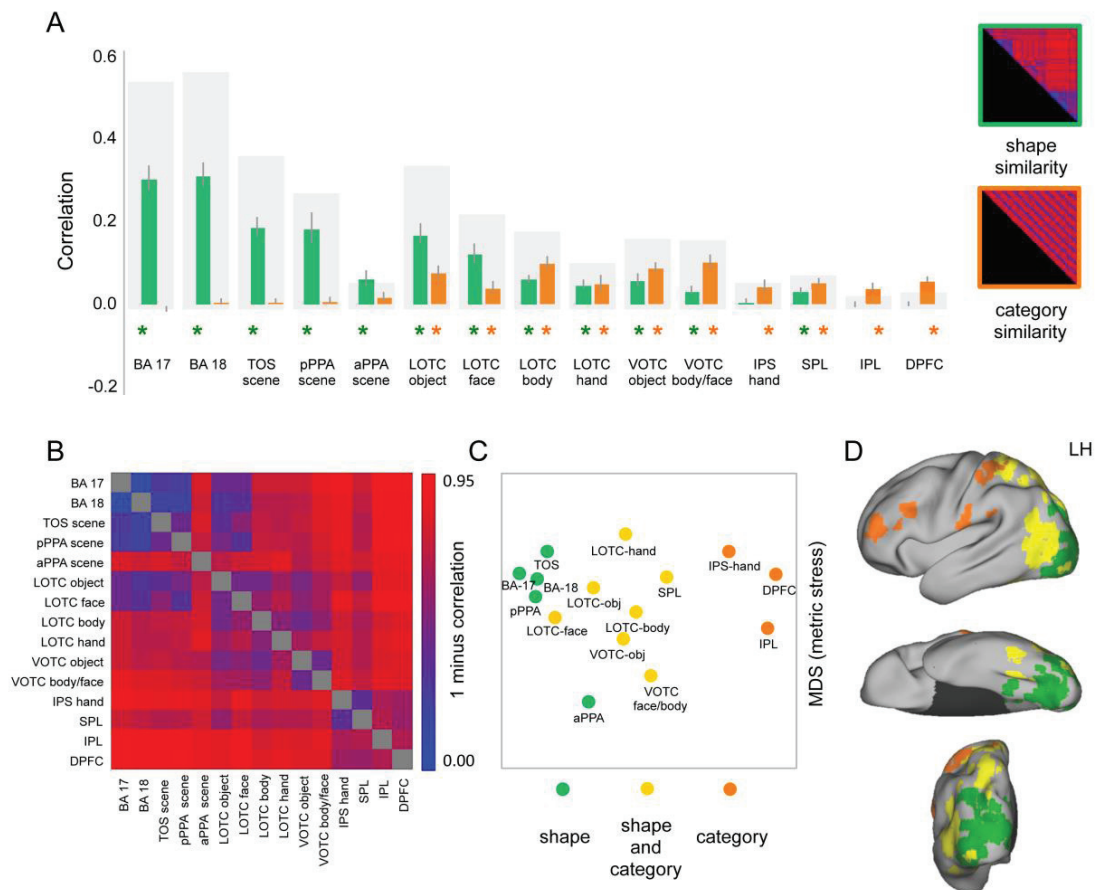 A
0.6
0.4
0.2
0.0
-0.2
Correlation
* * * * * * * * * * * * * * * * * * * * *
BA 17
BA 18
TOS
scene
pPPA
scene
aPPA
scene
LOTC
object
LOTC
face
LOTC
body
LOTC
hand
VOTC
object
VOTC
body/face
IPS
hand
SPL
IPL
DPFC
shape
similarity
category
similarity
B
BA 17
BA 18
TOS scene
pPPA scene
aPPA scene
LOTC object
LOTC face
LOTC body
LOTC hand
VOTC object
VOTC body/face
IPS hand
SPL
IPL
DPFC
BA 17
BA 18
TOS scene
pPPA scene
aPPA scene
LOTC object
LOTC face
LOTC body
LOTC hand
VOTC object
VOTC body/face
IPS hand
SPL
IPL
DPFC
0.95
1 minus correlation
0.00
C
LOTC-hand
TOS
IPS-hand
BA-17
BA-18
SPL
DPFC
pPPA
LOTC-obj
LOTC-face
LOTC-body
IPL
VOTC-obj
VOTC
face/body
aPPA
MDS (metric stress)
shape
shape
and
category
category
D
LH